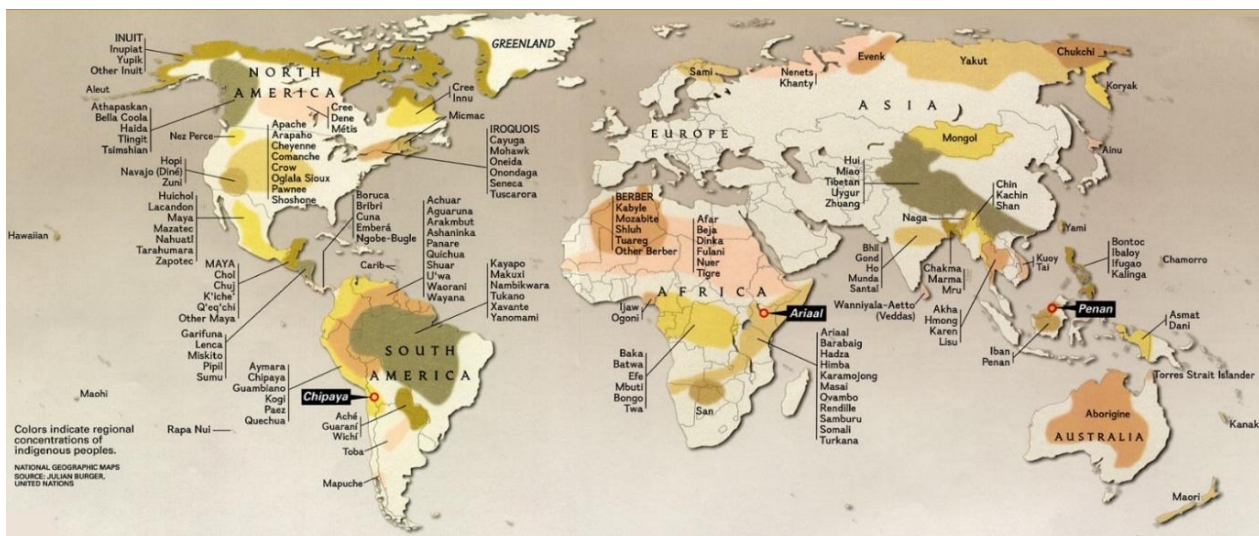 INUIT
Inupiat
Yupik
Other Inuit
Aleut
NORTH
AMERICA
GREENLAND
Athapaskan
Bella Coola
Haida
Tlingit
Tsimshian
Nez Perce
Cree
Dene
Métis
Cree
Innu
Micmac
Apache
Arapaho
Cheyenne
Comanche
Crow
Oglala Sioux
Pawnee
Shoshone
IROQUOIS
Cayuga
Mohawk
Oneida
Onondaga
Seneca
Tuscarora
Hopi
Navajo (Diné)
Zuni
Huichol
Lacandon
Maya
Mazatec
Nahuatl
Tarahumara
Zapotec
Hawaiian
Boruca
Bribri
Cuna
Emberá
Ngobe-Bugle
MAYA
Chol
Chuj
K'iche'
Q'eq'chi
Other Maya
Carib
Garifuna
Lenca
Miskito
Pipil
Sumu
Achuar
Aguaruna
Arakmbut
Ashaninka
Panare
Quichua
Shuar
U'wa
Waorani
Wayana
Kayapo
Makuxi
Nambikwara
Tukano
Xavante
Yanomami
SOUTH
AMERICA
Aymara
Chipaya
Guambiano
Kogi
Paez
Quechua
Chipaya
Maohi
Rapa Nui
Aché
Guaraní
Wichí
Toba
Mapuche
Colors indicate regional
concentrations of
indigenous peoples.
NATIONAL GEOGRAPHIC MAPS
SOURCE: JULIAN BURGER,
UNITED NATIONS
Sami
Nenets
Khanty
Evenk
Yakut
Chukchi
Koryak
EUROPE
ASIA
Mongol
Ainu
Hui
Miao
Tibetan
Uygur
Zhuang
Chin
Kachin
Shan
Naga
Yami
BERBER
Kabyle
Mozabite
Shluh
Tuareg
Other Berber
Afar
Beja
Dinka
Fulani
Nuer
Tigre
AFRICA
Ijaw
Ogoni
Ariaal
Baka
Batwa
Efe
Mbuti
Bongo
Twa
San
Ariaal
Barabaig
Hadza
Himba
Karamojong
Masai
Ovambo
Rendille
Samburu
Somali
Turkana
Bhil
Gond
Ho
Munda
Santal
Chakma
Marma
Mru
Wanniyala-Aetto
(Veddas)
Kuoy
Tai
Akha
Hmong
Karen
Lisu
Bontoc
Ibaloy
Ifugao
Kalinga
Chamorro
Penan
Iban
Penan
Asmat
Dani
Torres Strait Islander
Aborigine
AUSTRALIA
Kanak
Maori